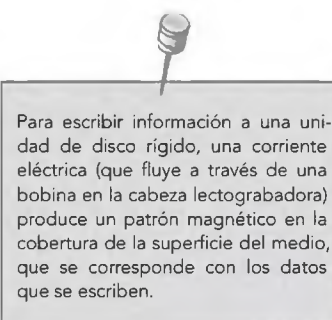 Para escribir información a una uni-
dad de disco rígido, una corriente
eléctrica (que fluye a través de una
bobina en la cabeza lectograbadora)
produce un patrón magnético en la
cobertura de la superficie del medio,
que se corresponde con los datos
que se escriben.